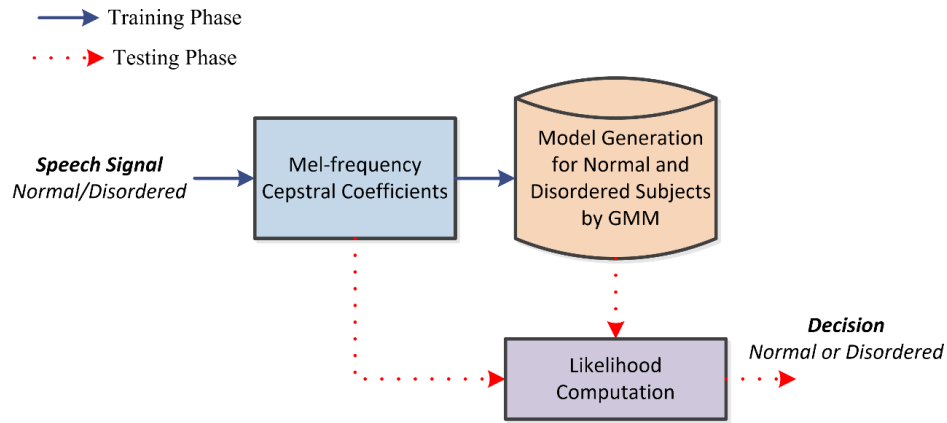 Training Phase
Testing Phase
Speech Signal
Normal/Disordered
Mel-frequency
Cepstral Coefficients
Model Generation
for Normal and
Disordered Subjects
by GMM
Likelihood
Computation
Decision
Normal or Disordered